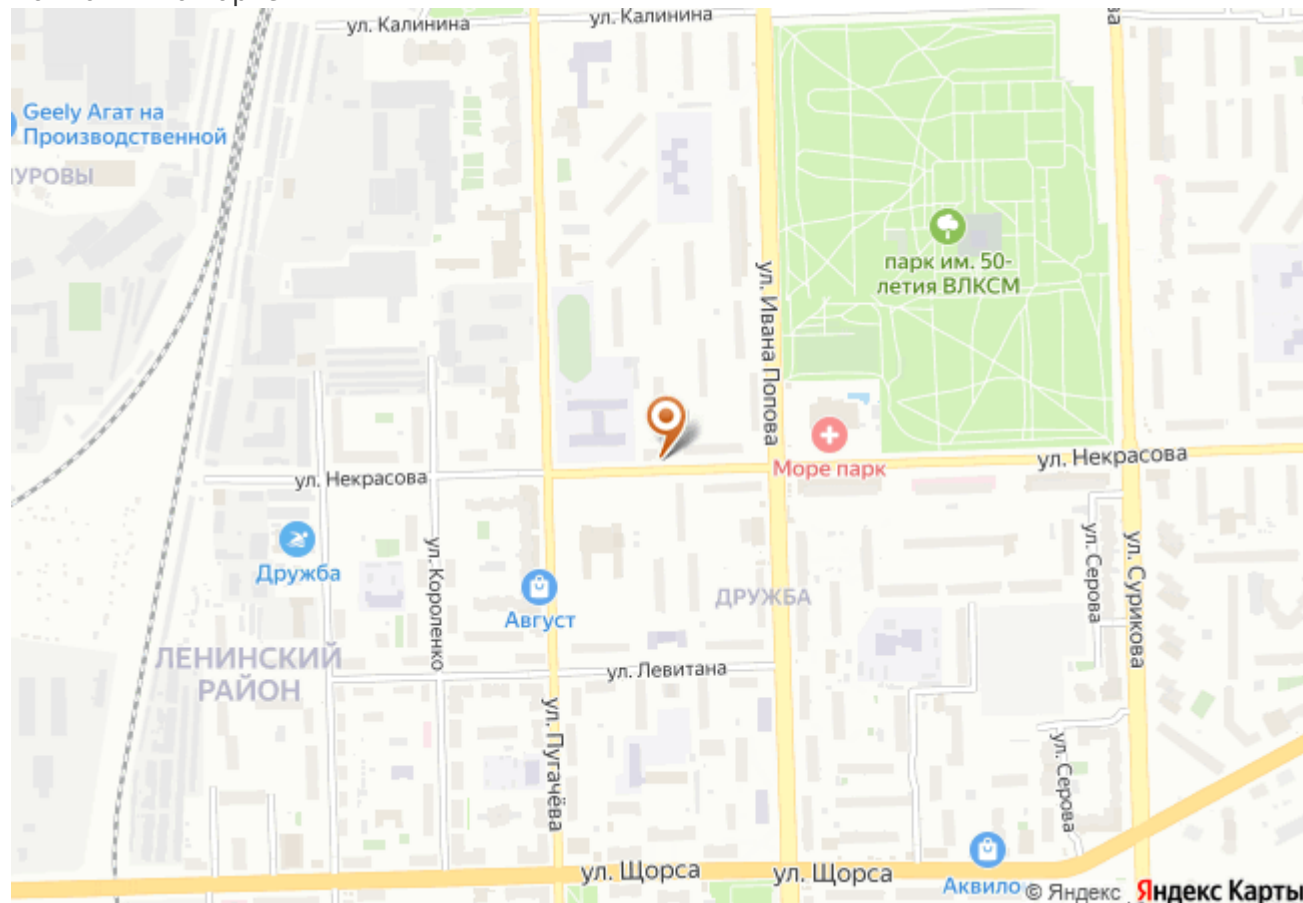 ул. Калинина
ул. Калинина
Geely Агат на
Производственной
УРОВЫ
парк им. 50-
летия ВЛКСМ
ул. Ивана Попова
Море парк
ул. Некрасова
ул. Некрасова
Дружба
ул. Короленко
Август
ДРУЖБА
ул. Серова
ул. Сурикова
ЛЕНИНСКИЙ
РАЙОН
ул. Левитана
ул. Пугачёва
ул. Серова
ул. Щорса
ул. Щорса
Аквило
© Яндекс
Яндекс Карты